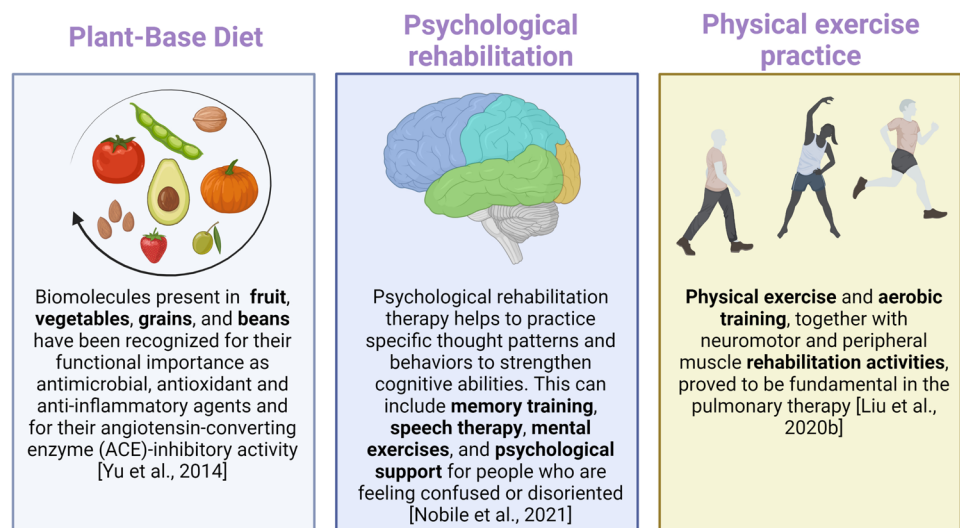 Plant-Base Diet
Biomolecules present in fruit,
vegetables, grains, and beans
have been recognized for their
functional importance as
antimicrobial, antioxidant and
anti-inflammatory agents and
for their angiotensin-converting
enzyme (ACE)-inhibitory activity
[Yu et al., 2014]
Psychological
rehabilitation
Psychological rehabilitation
therapy helps to practice
specific thought patterns and
behaviors to strengthen
cognitive abilities. This can
include memory training,
speech therapy, mental
exercises, and psychological
support for people who are
feeling confused or disoriented
[Nobile et al., 2021]
Physical exercise
practice
Physical exercise and aerobic
training, together with
neuromotor and peripheral
muscle rehabilitation activities,
proved to be fundamental in the
pulmonary therapy [Liu et al.,
2020b]